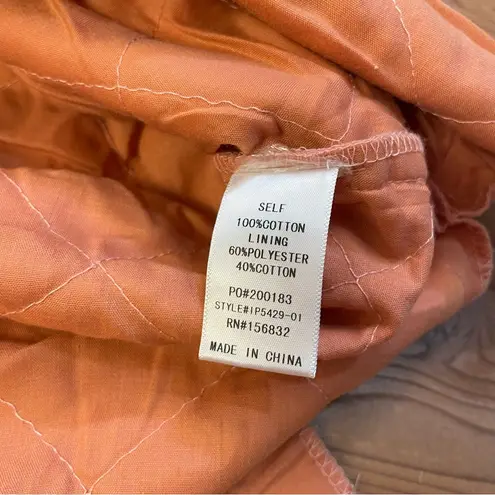 SELF
100%COTTON
LINING
60%POLYESTER
40%COTTON
PO#200183
STYLE#IP5429-01
RN#156832
MADE IN CHINA